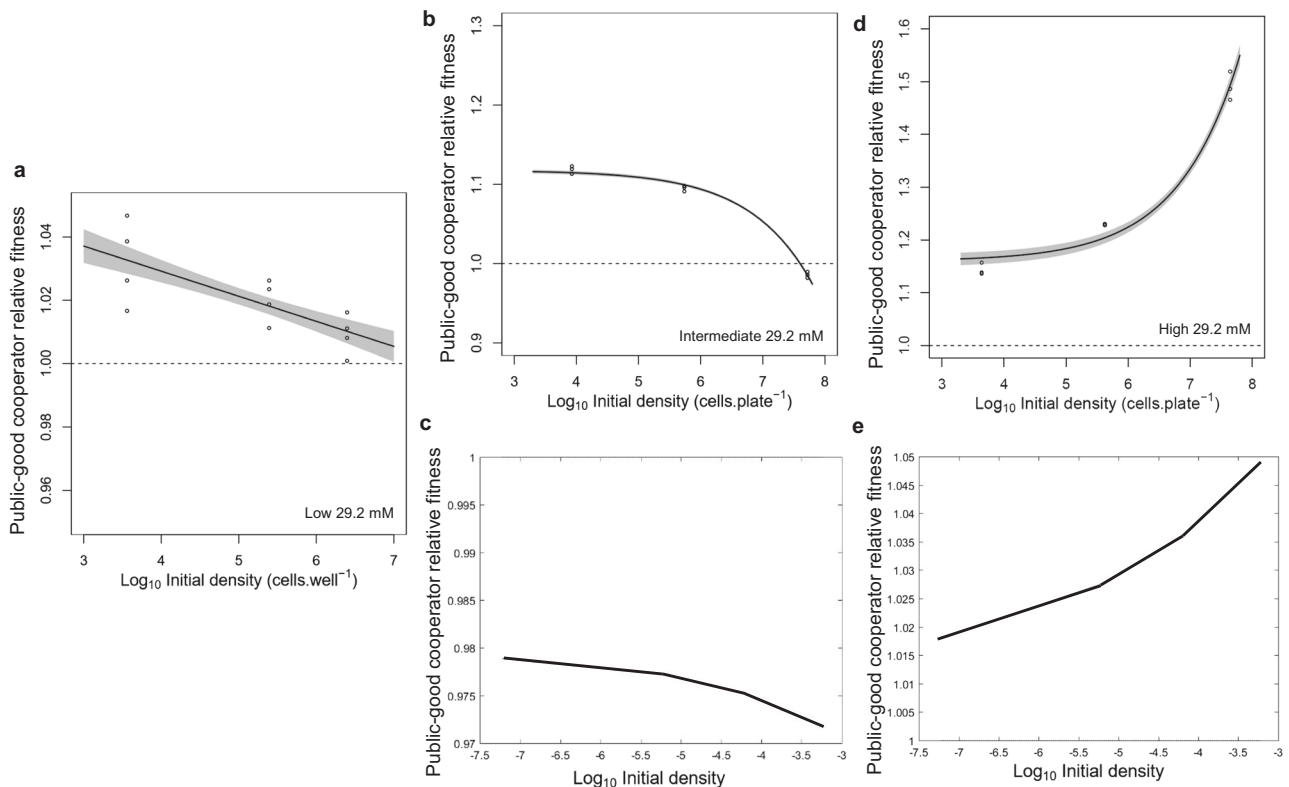 a
Public-good cooperator relative fitness
1.04
1.02
1.00
0.98
0.96
Low 29.2 mM
3 4 5 6 7
Log10 Initial density (cells.well−1)
b
Public-good cooperator relative fitness
1.3
1.2
1.1
1.0
0.9
Intermediate 29.2 mM
3 4 5 6 7 8
Log10 Initial density (cells.plate−1)
c
Public-good cooperator relative fitness
1
0.995
0.99
0.985
0.98
0.975
0.97
-7.5 -7 -6.5 -6 -5.5 -5 -4.5 -4 -3.5 -3
Log10 Initial density
d
Public-good cooperator relative fitness
1.6
1.5
1.4
1.3
1.2
1.1
1.0
High 29.2 mM
3 4 5 6 7 8
Log10 Initial density (cells.plate−1)
e
Public-good cooperator relative fitness
1.05
1.045
1.04
1.035
1.03
1.025
1.02
1.015
1.01
1.005
1
-7.5 -7 -6.5 -6 -5.5 -5 -4.5 -4 -3.5 -3
Log10 Initial density